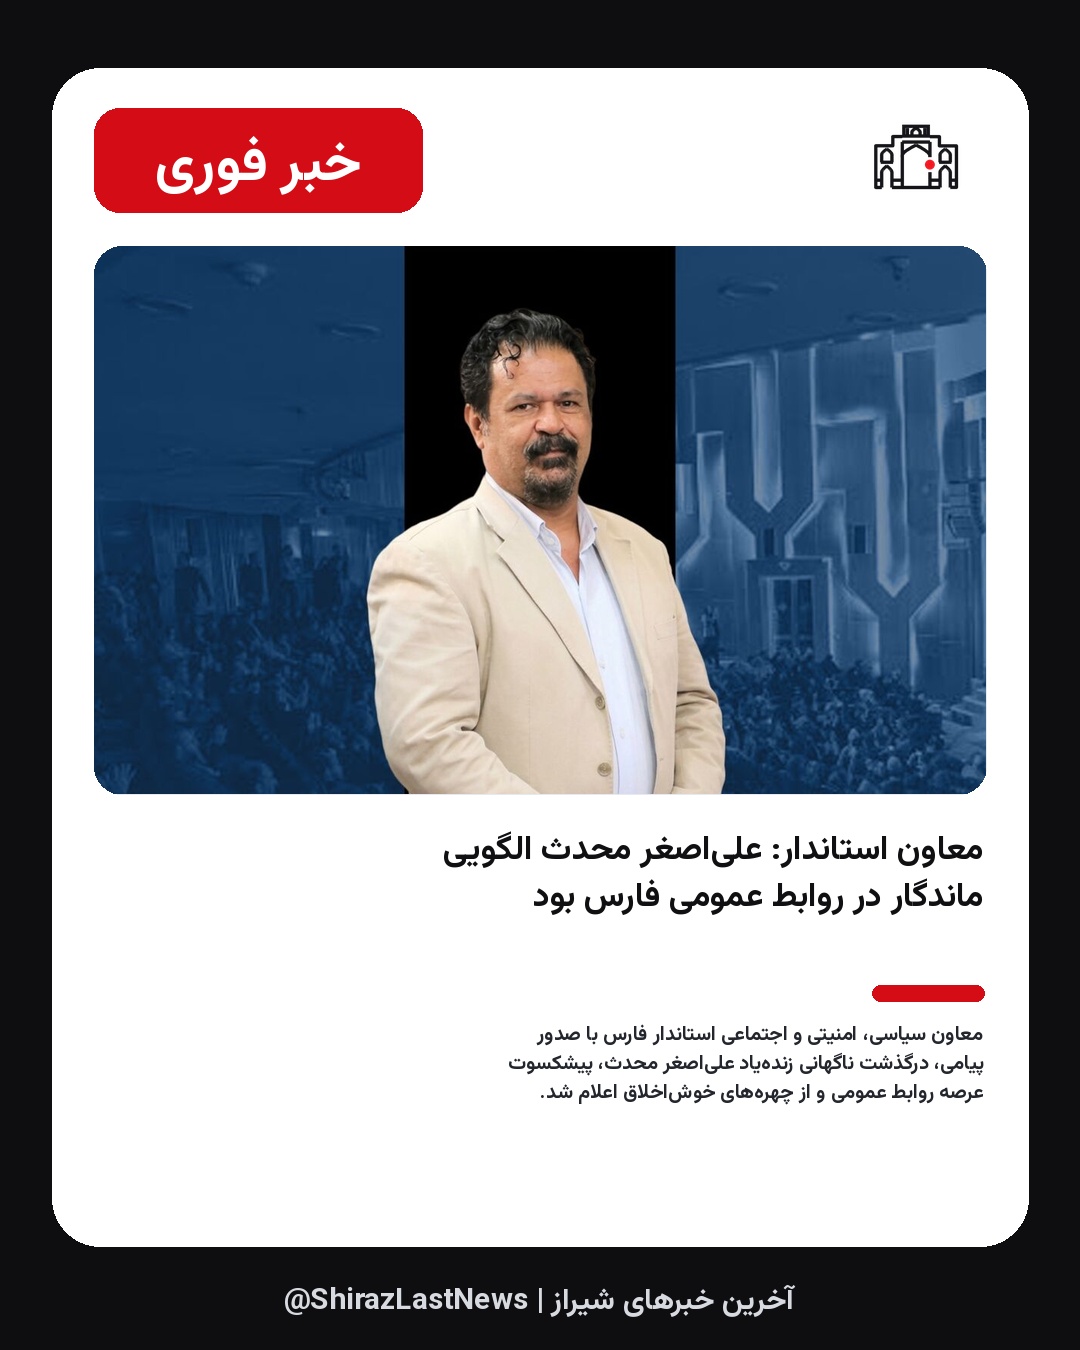 خبر فوری
معاون استاندار: علی‌اصغر محدث الگویی
ماندگار در روابط عمومی فارس بود
معاون سیاسی، امنیتی و اجتماعی استاندار فارس با صدور
پیامی، درگذشت ناگهانی زنده‌یاد علی‌اصغر محدث، پیشکسوت
عرصه روابط عمومی و از چهره‌های خوش‌اخلاق اعلام شد.
آخرین خبرهای شیراز | @ShirazLastNews